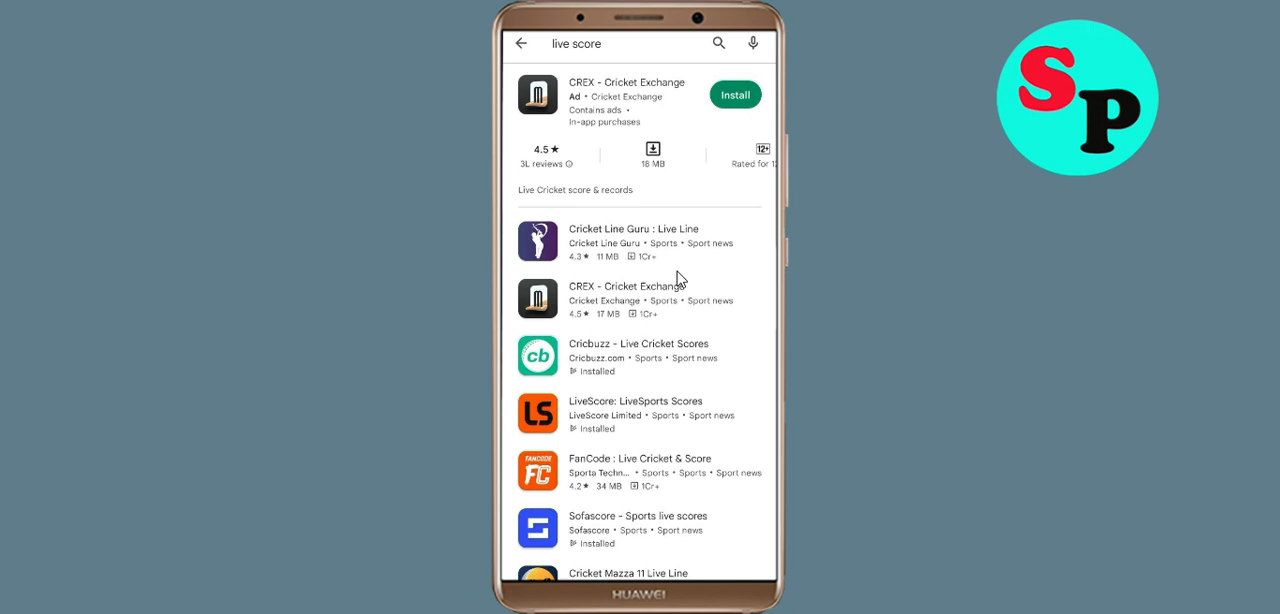 live score
CREX - Cricket Exchange
Ad • Cricket Exchange
Contains ads •
In-app purchases
Install
4.5 ★
3L reviews
18 MB
12+
Rated for 1
Live Cricket score & records
Cricket Line Guru : Live Line
Cricket Line Guru • Sports • Sport news
4.3 ★ 11 MB 1Cr+
CREX - Cricket Exchange
Cricket Exchange • Sports • Sport news
4.5 ★ 17 MB 1Cr+
cb
Cricbuzz - Live Cricket Scores
Cricbuzz.com • Sports • Sport news
Installed
LS
LiveScore: LiveSports Scores
LiveScore Limited • Sports • Sport news
Installed
FANCODE
FC
FanCode : Live Cricket & Score
Sporta Techn... • Sports • Sports • Sport news
4.2 ★ 34 MB 1Cr+
Sofascore - Sports live scores
Sofascore • Sports • Sport news
Installed
Cricket Mazza 11 Live Line
HUAWEI
SP